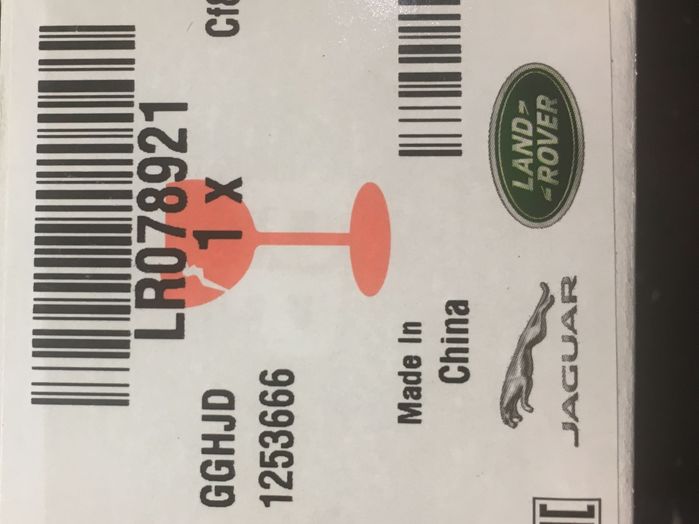 LR078921
1 x
GGHJD
1253666
Made In
China
LAND
ROVER
JAGUAR